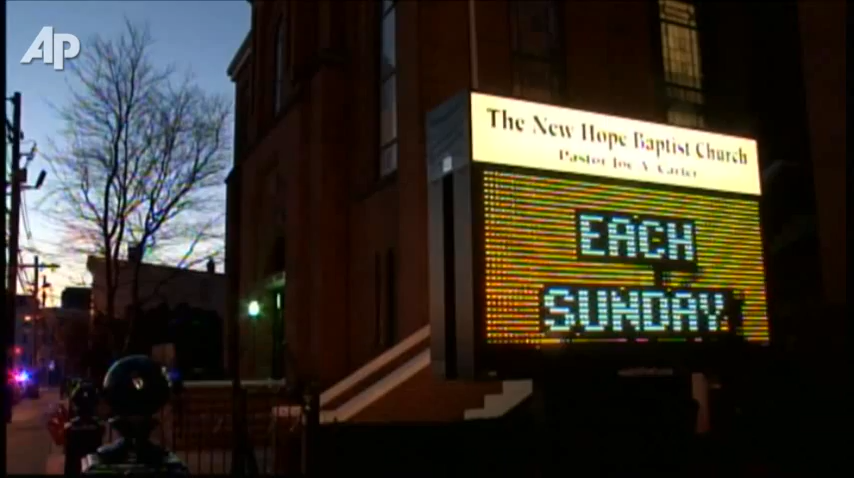 AP
The New Hope Baptist Church
Pastor Joe A. Carter
EACH
SUNDAY